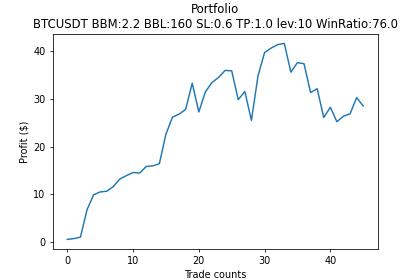 Portfolio
BTCUSDT BBM:2.2 BBL:160 SL:0.6 TP:1.0 lev:10 WinRatio:76.0
40
30
20
10
0
Profit ($)
0 10 20 30 40
Trade counts